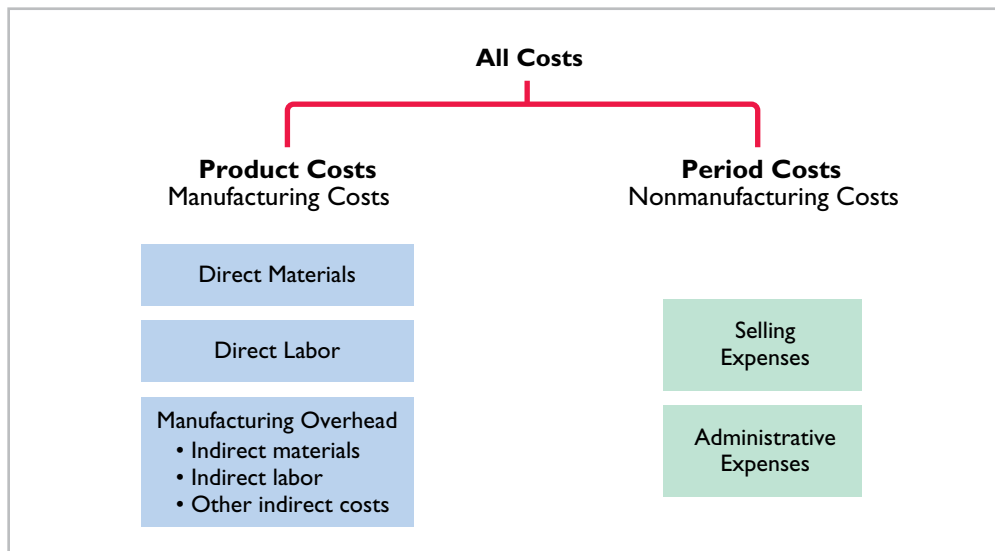 All Costs
Product Costs
Manufacturing Costs
Direct Materials
Direct Labor
Manufacturing Overhead
• Indirect materials
• Indirect labor
• Other indirect costs
Period Costs
Nonmanufacturing Costs
Selling
Expenses
Administrative
Expenses